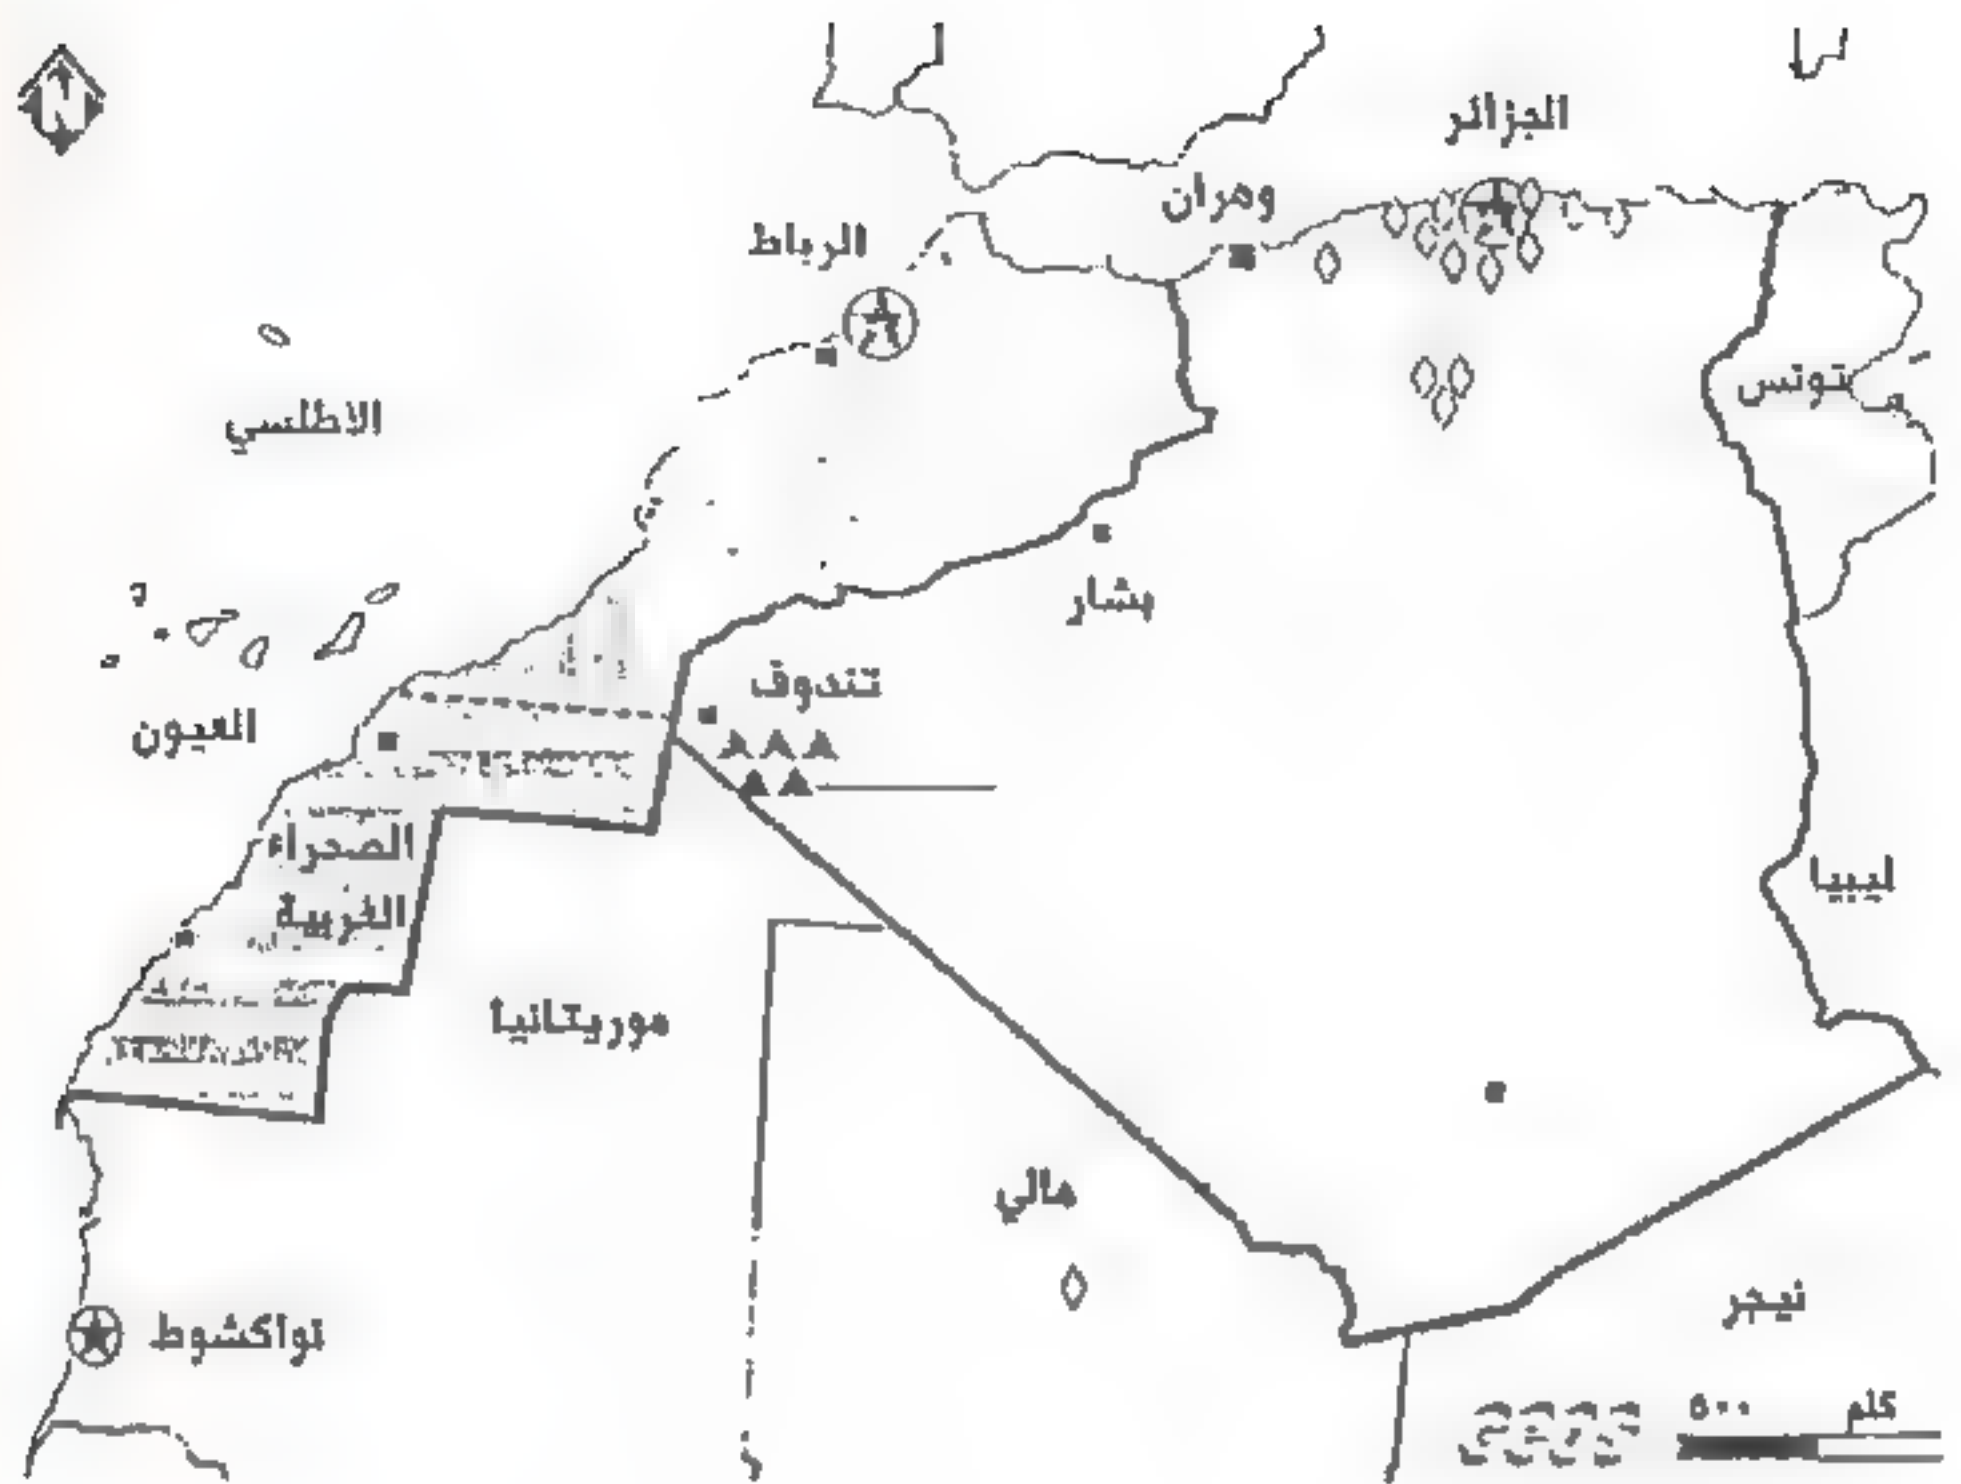 N
الجزائر
وهران
الرباط
تونس
الاطلسي
بشار
تندوف
العيون
الصحراء
الغربية
ليبيا
موريتانيا
مالي
نيجر
نواكشوط
٥٠٠ كلم